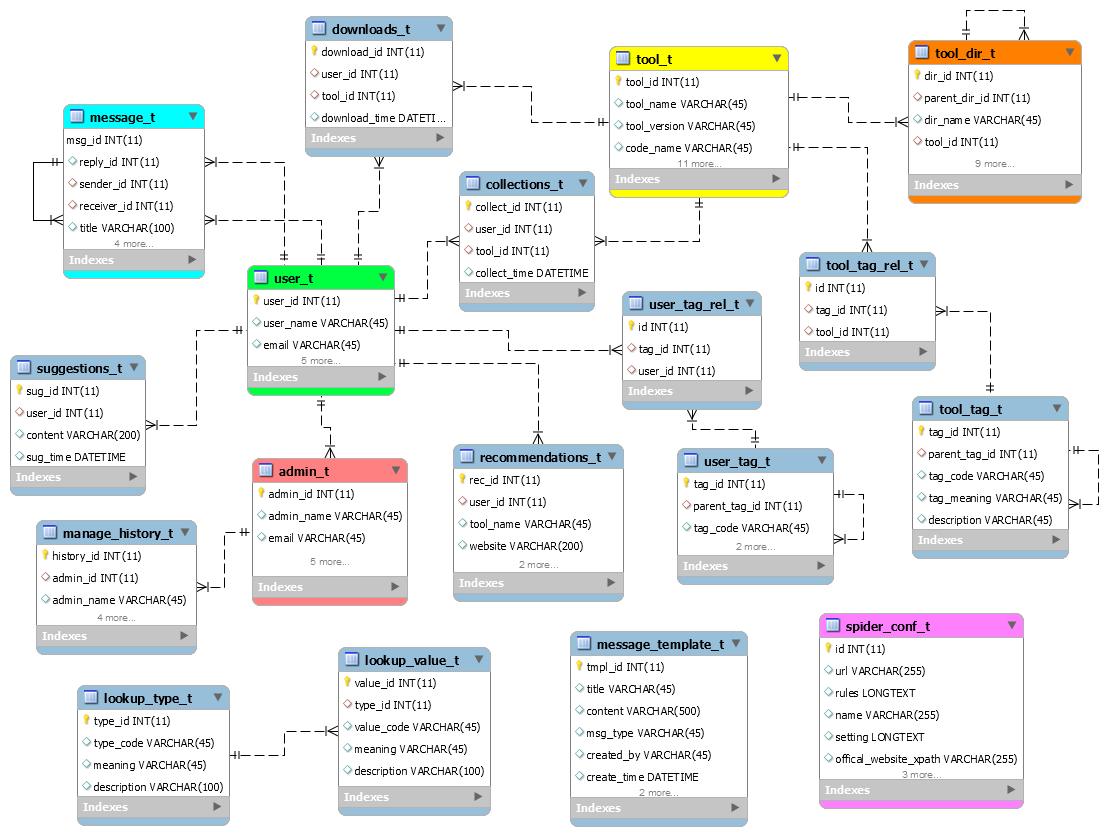 downloads_t
download_id INT(11)
user_id INT(11)
tool_id INT(11)
download_time DATETI...
Indexes
tool_t
tool_id INT(11)
tool_name VARCHAR(45)
tool_version VARCHAR(45)
code_name VARCHAR(45)
11 more...
Indexes
tool_dir_t
dir_id INT(11)
parent_dir_id INT(11)
dir_name VARCHAR(45)
tool_id INT(11)
9 more...
Indexes
message_t
msg_id INT(11)
reply_id INT(11)
sender_id INT(11)
receiver_id INT(11)
title VARCHAR(100)
4 more...
Indexes
collections_t
collect_id INT(11)
user_id INT(11)
tool_id INT(11)
collect_time DATETIME
Indexes
user_t
user_id INT(11)
user_name VARCHAR(45)
email VARCHAR(45)
5 more...
Indexes
tool_tag_rel_t
id INT(11)
tag_id INT(11)
tool_id INT(11)
Indexes
user_tag_rel_t
id INT(11)
tag_id INT(11)
user_id INT(11)
Indexes
suggestions_t
sug_id INT(11)
user_id INT(11)
content VARCHAR(200)
sug_time DATETIME
Indexes
tool_tag_t
tag_id INT(11)
parent_tag_id INT(11)
tag_code VARCHAR(45)
tag_meaning VARCHAR(45)
description VARCHAR(45)
Indexes
admin_t
admin_id INT(11)
admin_name VARCHAR(45)
email VARCHAR(45)
5 more...
Indexes
recommendations_t
rec_id INT(11)
user_id INT(11)
tool_name VARCHAR(45)
website VARCHAR(200)
2 more...
Indexes
user_tag_t
tag_id INT(11)
parent_tag_id INT(11)
tag_code VARCHAR(45)
2 more...
Indexes
manage_history_t
history_id INT(11)
admin_id INT(11)
admin_name VARCHAR(45)
4 more...
Indexes
lookup_type_t
type_id INT(11)
type_code VARCHAR(45)
meaning VARCHAR(45)
description VARCHAR(100)
Indexes
lookup_value_t
value_id INT(11)
type_id INT(11)
value_code VARCHAR(45)
meaning VARCHAR(45)
description VARCHAR(100)
Indexes
message_template_t
tmpl_id INT(11)
title VARCHAR(45)
content VARCHAR(500)
msg_type VARCHAR(45)
created_by VARCHAR(45)
create_time DATETIME
2 more...
Indexes
spider_conf_t
id INT(11)
url VARCHAR(255)
rules LONGTEXT
name VARCHAR(255)
setting LONGTEXT
offical_website_xpath VARCHAR(255)
3 more...
Indexes